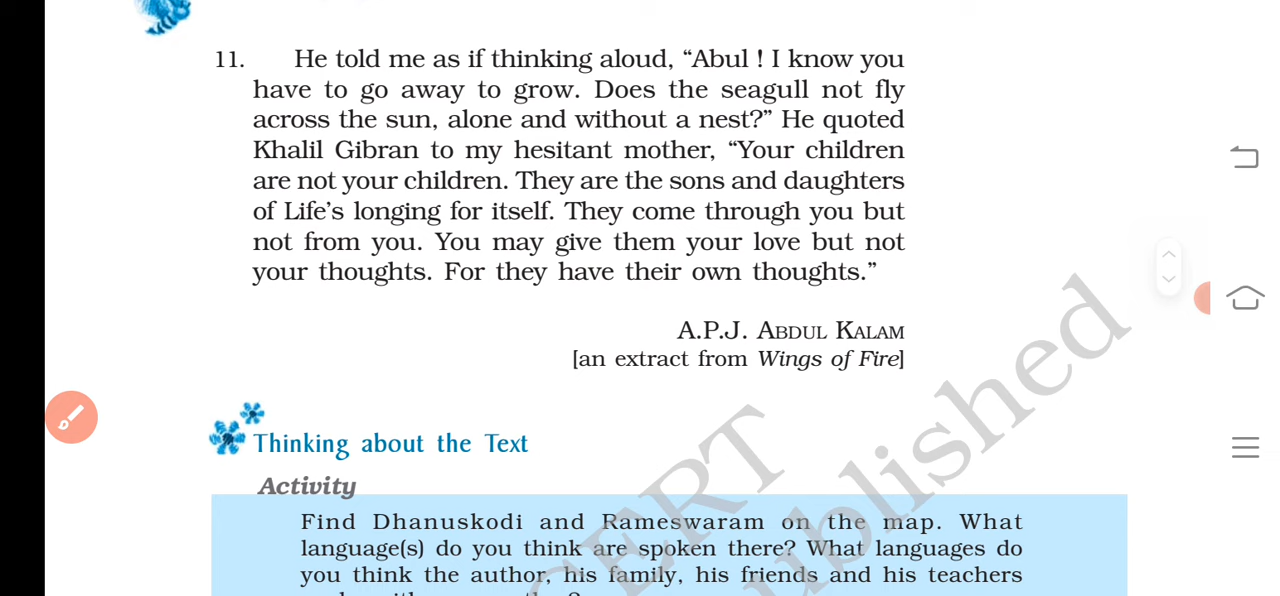 11. He told me as if thinking aloud, “Abul ! I know you
have to go away to grow. Does the seagull not fly
across the sun, alone and without a nest?” He quoted
Khalil Gibran to my hesitant mother, “Your children
are not your children. They are the sons and daughters
of Life’s longing for itself. They come through you but
not from you. You may give them your love but not
your thoughts. For they have their own thoughts.”
A.P.J. ABDUL KALAM
[an extract from Wings of Fire]
Thinking about the Text
Activity
Find Dhanuskodi and Rameswaram on the map. What
language(s) do you think are spoken there? What languages do
you think the author, his family, his friends and his teachers